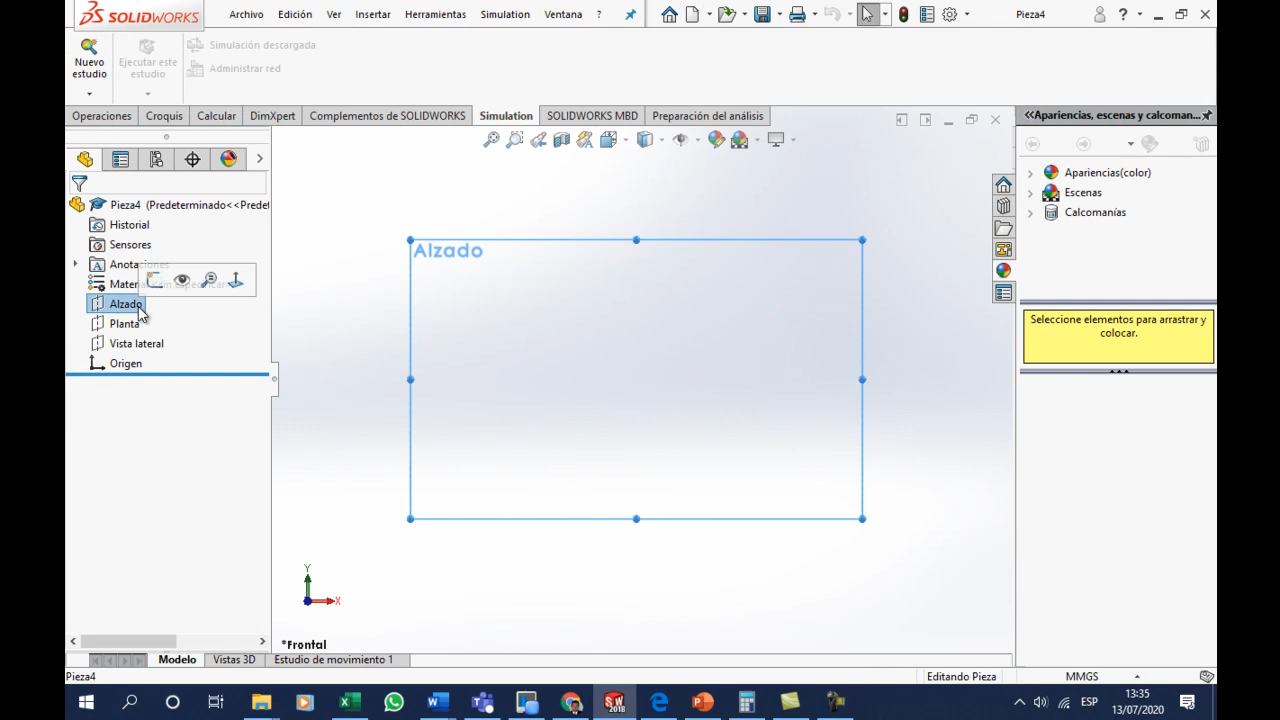 SOLIDWORKS
Archivo Edición Ver Insertar Herramientas Simulation Ventana ?
Pieza4
Nuevo estudio
Ejecutar este estudio
Simulación descargada
Administrar red
Operaciones Croquis Calcular DimXpert Complementos de SOLIDWORKS Simulation SOLIDWORKS MBD Preparación del análisis
<<Apariencias, escenas y calcoman...
Pieza4 (Predeterminado<<Predet
Historial
Sensores
Anotaciones
Alzado
Planta
Vista lateral
Origen
Alzado
Apariencias(color)
Escenas
Calcomanías
Seleccione elementos para arrastrar y
colocar.
Y
X
*Frontal
Modelo Vistas 3D Estudio de movimiento 1
Pieza4
Editando Pieza
MMGS
SW
2018
ESP
13:35
13/07/2020